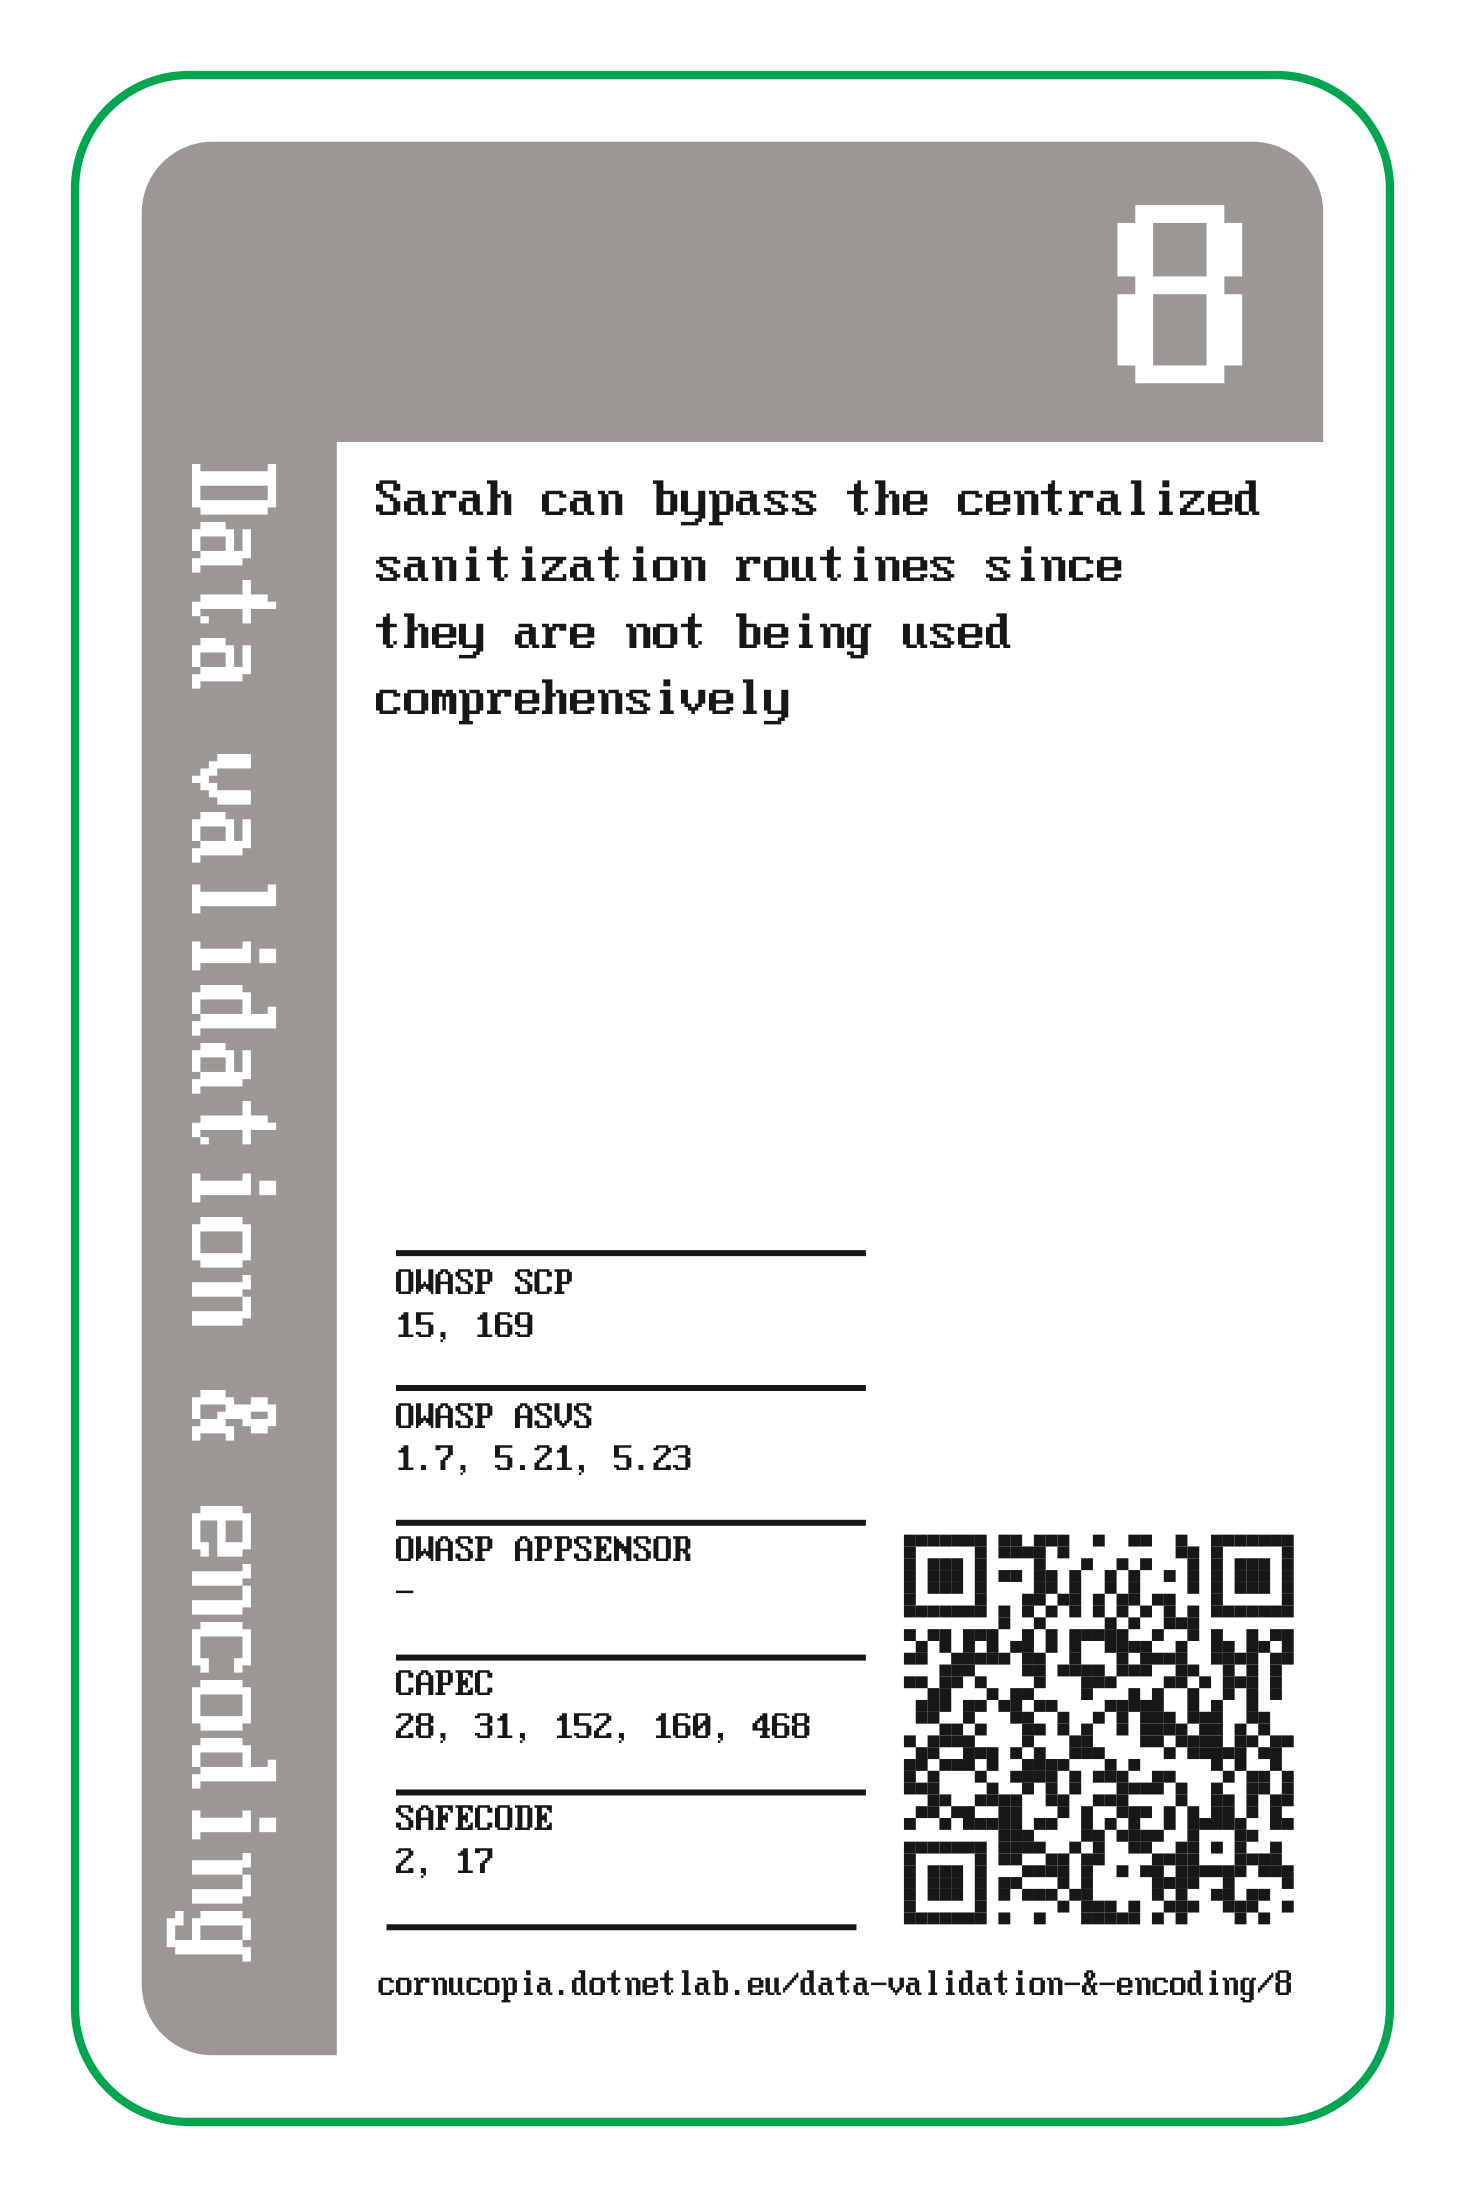 8
Data validation & encoding
Sarah can bypass the centralized
sanitization routines since
they are not being used
comprehensively
OWASP SCP
15, 169
OWASP ASVS
1.7, 5.21, 5.23
OWASP APPSENSOR
-
CAPEC
28, 31, 152, 160, 468
SAFECODE
2, 17
cornucopia.dotnetlab.eu/data-validation-&-encoding/8